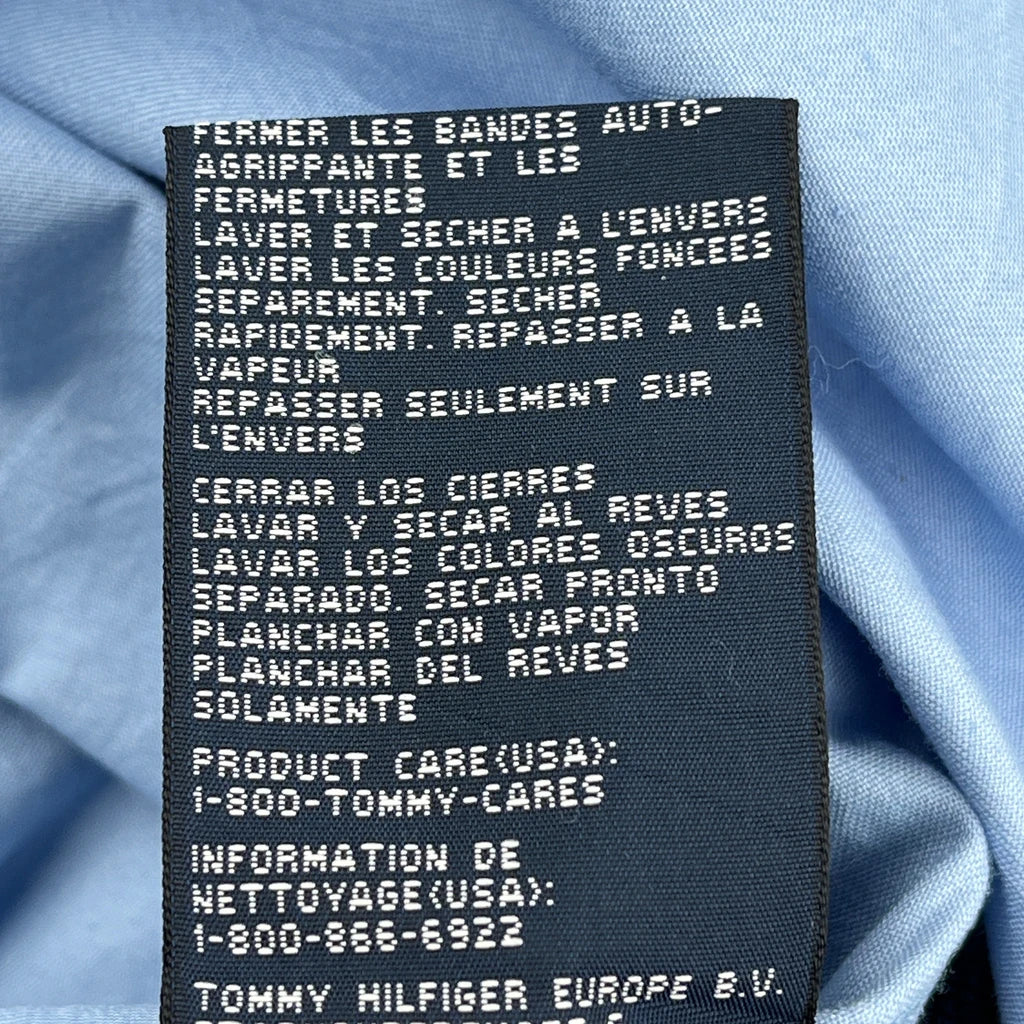 FERMER LES BANDES AUTO-
AGRIPPANTE ET LES
FERMETURES
LAVER ET SECHER A L'ENVERS
LAVER LES COULEURS FONCEES
SEPAREMENT. SECHER
RAPIDEMENT. REPASSER A LA
VAPEUR
REPASSER SEULEMENT SUR
L'ENVERS
CERRAR LOS CIERRES
LAVAR Y SECAR AL REVES
LAVAR LOS COLORES OSCUROS
SEPARADO. SECAR PRONTO
PLANCHAR CON VAPOR
PLANCHAR DEL REVES
SOLAMENTE
PRODUCT CARE(USA):
1-800-TOMMY-CARES
INFORMATION DE
NETTOYAGE(USA):
1-800-866-6922
TOMMY HILFIGER EUROPE B.V.